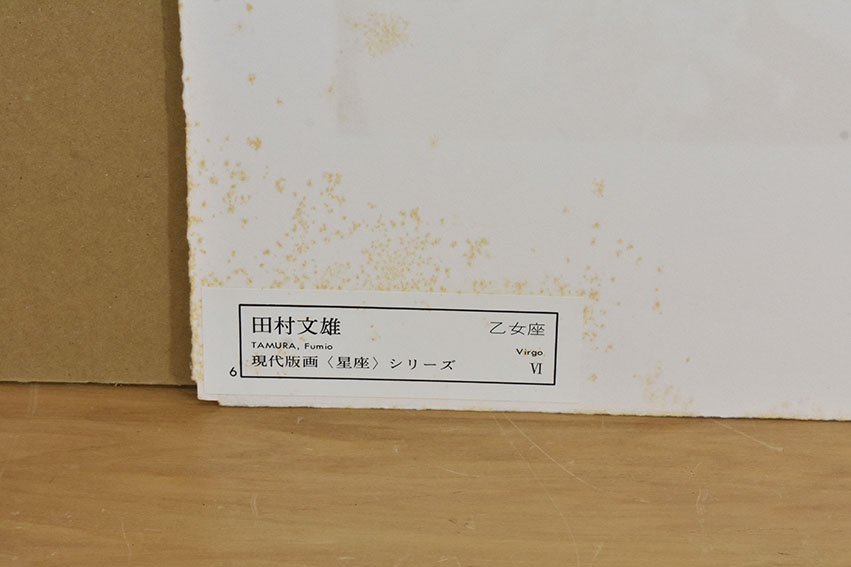 田村文雄
乙女座
TAMURA, Fumio
Virgo
現代版画〈星座〉シリーズ
Ⅵ
6